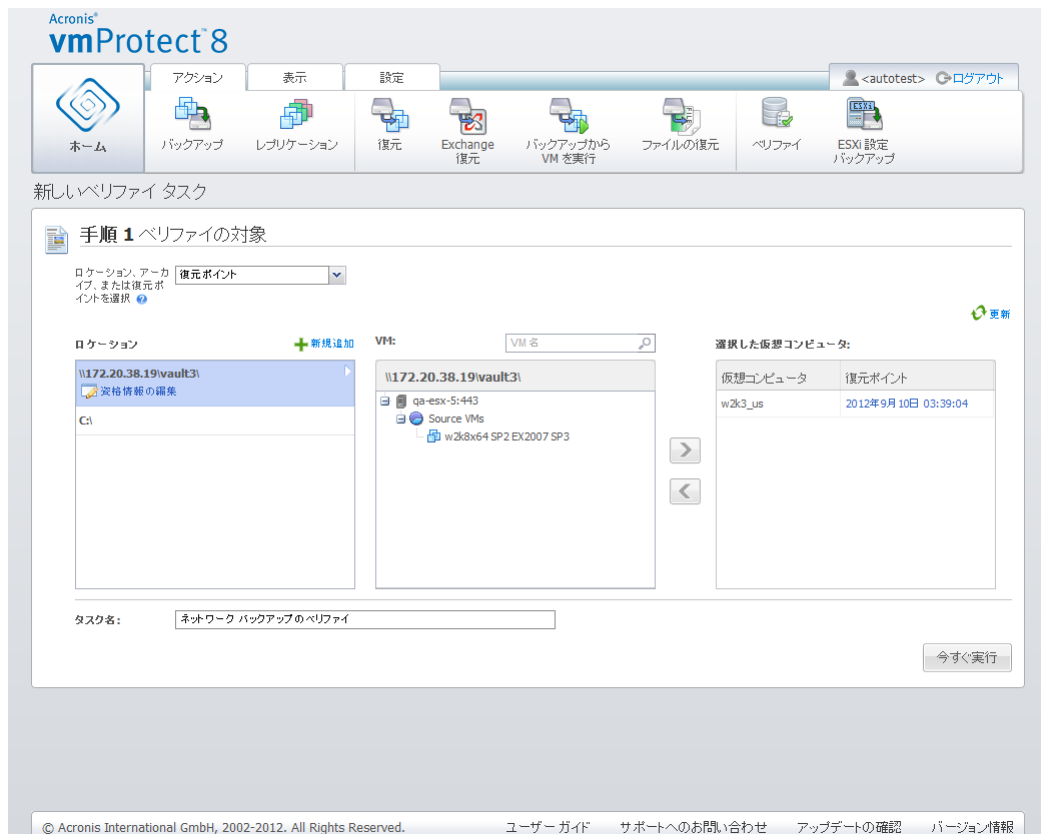 Acronis®
vmProtect™8
アクション
表示
設定
<autotest>
ログアウト
ホーム
バックアップ
レプリケーション
復元
Exchange
復元
バックアップから
VM を実行
ファイルの復元
ベリファイ
ESXi 設定
バックアップ
新しいベリファイ タスク
手順 1 ベリファイの対象
ロケーション、アーカ
イブ、または復元ポ
イントを選択
復元ポイント
更新
ロケーション
新規追加
VM:
VM 名
選択した仮想コンピュータ:
\\172.20.38.19\vault3\
資格情報の編集
C:\
\\172.20.38.19\vault3\
qa-esx-5:443
Source VMs
w2k8x64 SP2 EX2007 SP3
仮想コンピュータ
復元ポイント
w2k3_us
2012年9月10日 03:39:04
タスク名:
ネットワーク バックアップのベリファイ
今すぐ実行
© Acronis International GmbH, 2002-2012. All Rights Reserved.
ユーザー ガイド
サポートへのお問い合わせ
アップデートの確認
バージョン情報